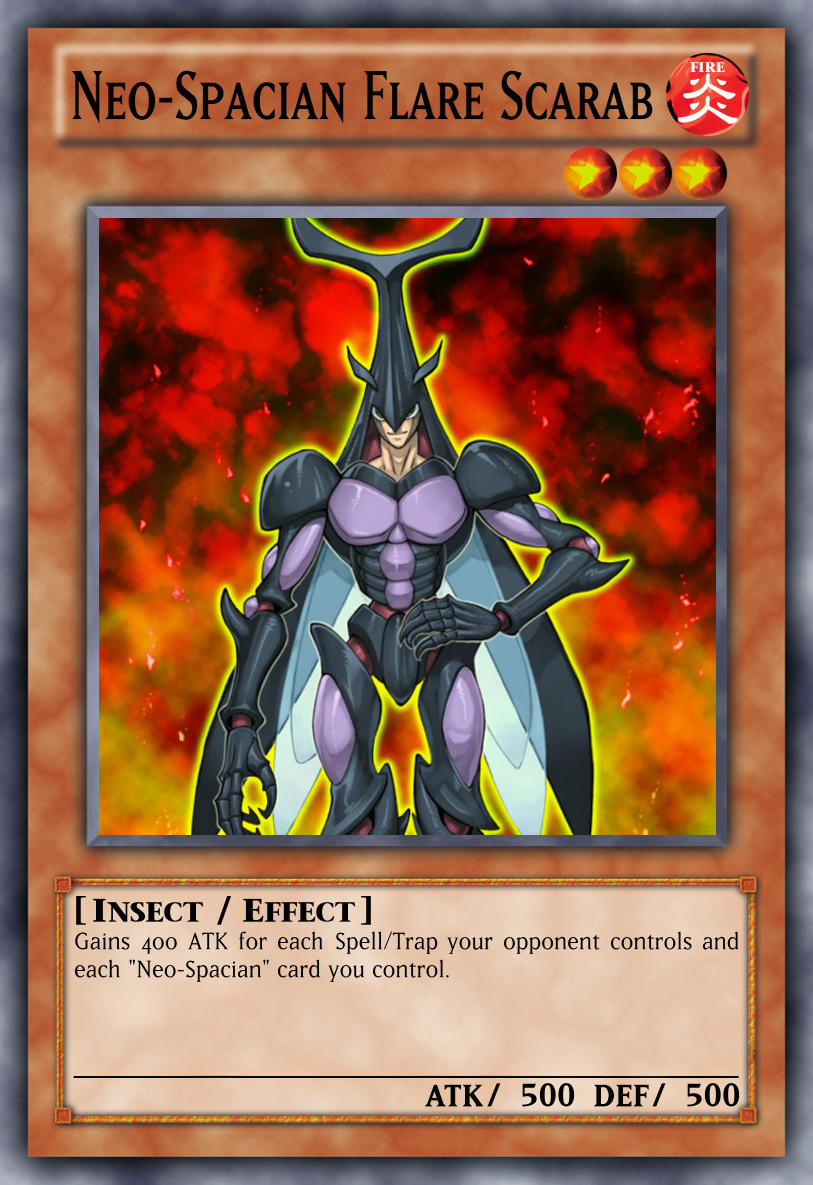 Neo-Spacian Flare Scarab
FIRE
炎
[ Insect / Effect ]
Gains 400 ATK for each Spell/Trap your opponent controls and
each "Neo-Spacian" card you control.
ATK/ 500 DEF/ 500